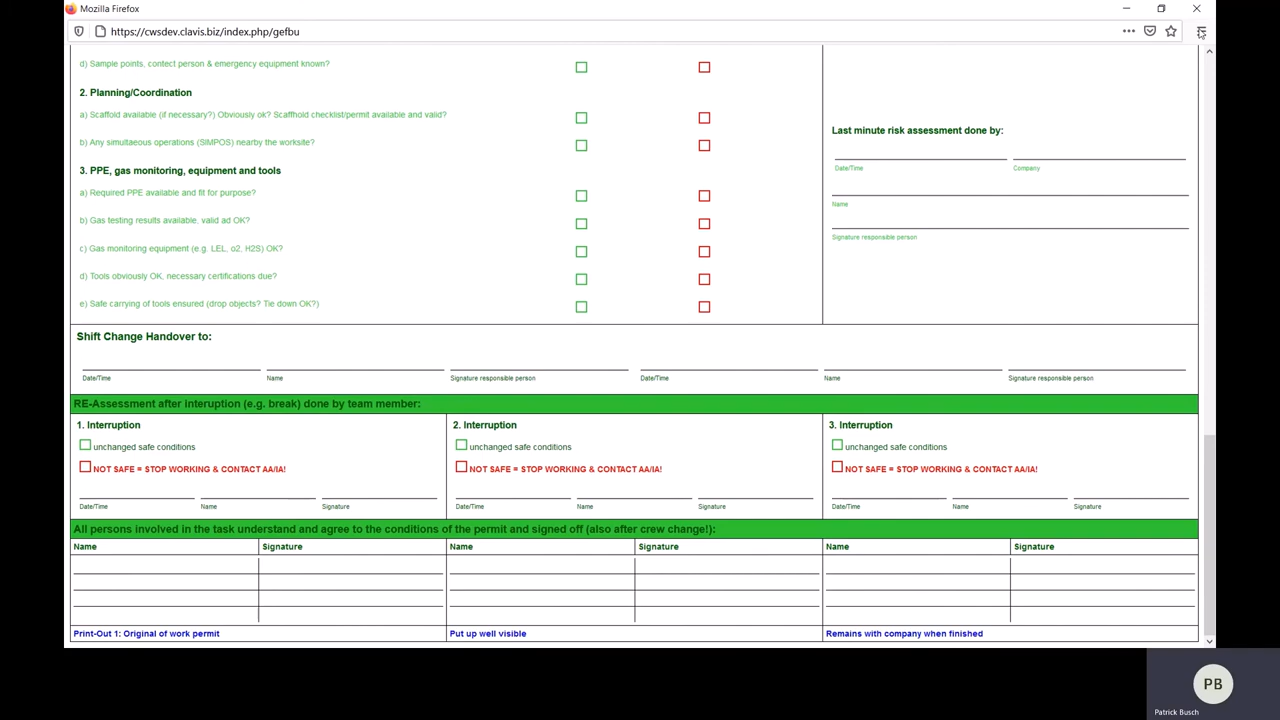 Mozilla Firefox
https://cwsdev.clavis.biz/index.php/gefbu
d) Sample points, contect person & emergency equipment known?
2. Planning/Coordination
a) Scaffold available (if necessary?) Obviously ok? Scaffhold checklist/permit available and valid?
b) Any simultaeous operations (SIMPOS) nearby the worksite?
3. PPE, gas monitoring, equipment and tools
a) Required PPE available and fit for purpose?
b) Gas testing results available, valid ad OK?
c) Gas monitoring equipment (e.g. LEL, o2, H2S) OK?
d) Tools obviously OK, necessary certifications due?
e) Safe carrying of tools ensured (drop objects? Tie down OK?)
Last minute risk assessment done by:
Date/Time Company
Name
Signature responsible person
Shift Change Handover to:
Date/Time Name Signature responsible person Date/Time Name Signature responsible person
RE-Assessment after Interuption (e.g. break) done by team member:
1. Interruption
unchanged safe conditions
NOT SAFE = STOP WORKING & CONTACT AA/IA!
Date/Time Name Signature
2. Interruption
unchanged safe conditions
NOT SAFE = STOP WORKING & CONTACT AA/IA!
Date/Time Name Signature
3. Interruption
unchanged safe conditions
NOT SAFE = STOP WORKING & CONTACT AA/IA!
Date/Time Name Signature
All persons involved in the task understand and agree to the conditions of the permit and signed off (also after crew change!):
Name Signature Name Signature Name Signature
Print-Out 1: Original of work permit Put up well visible Remains with company when finished
PB
Patrick Busch